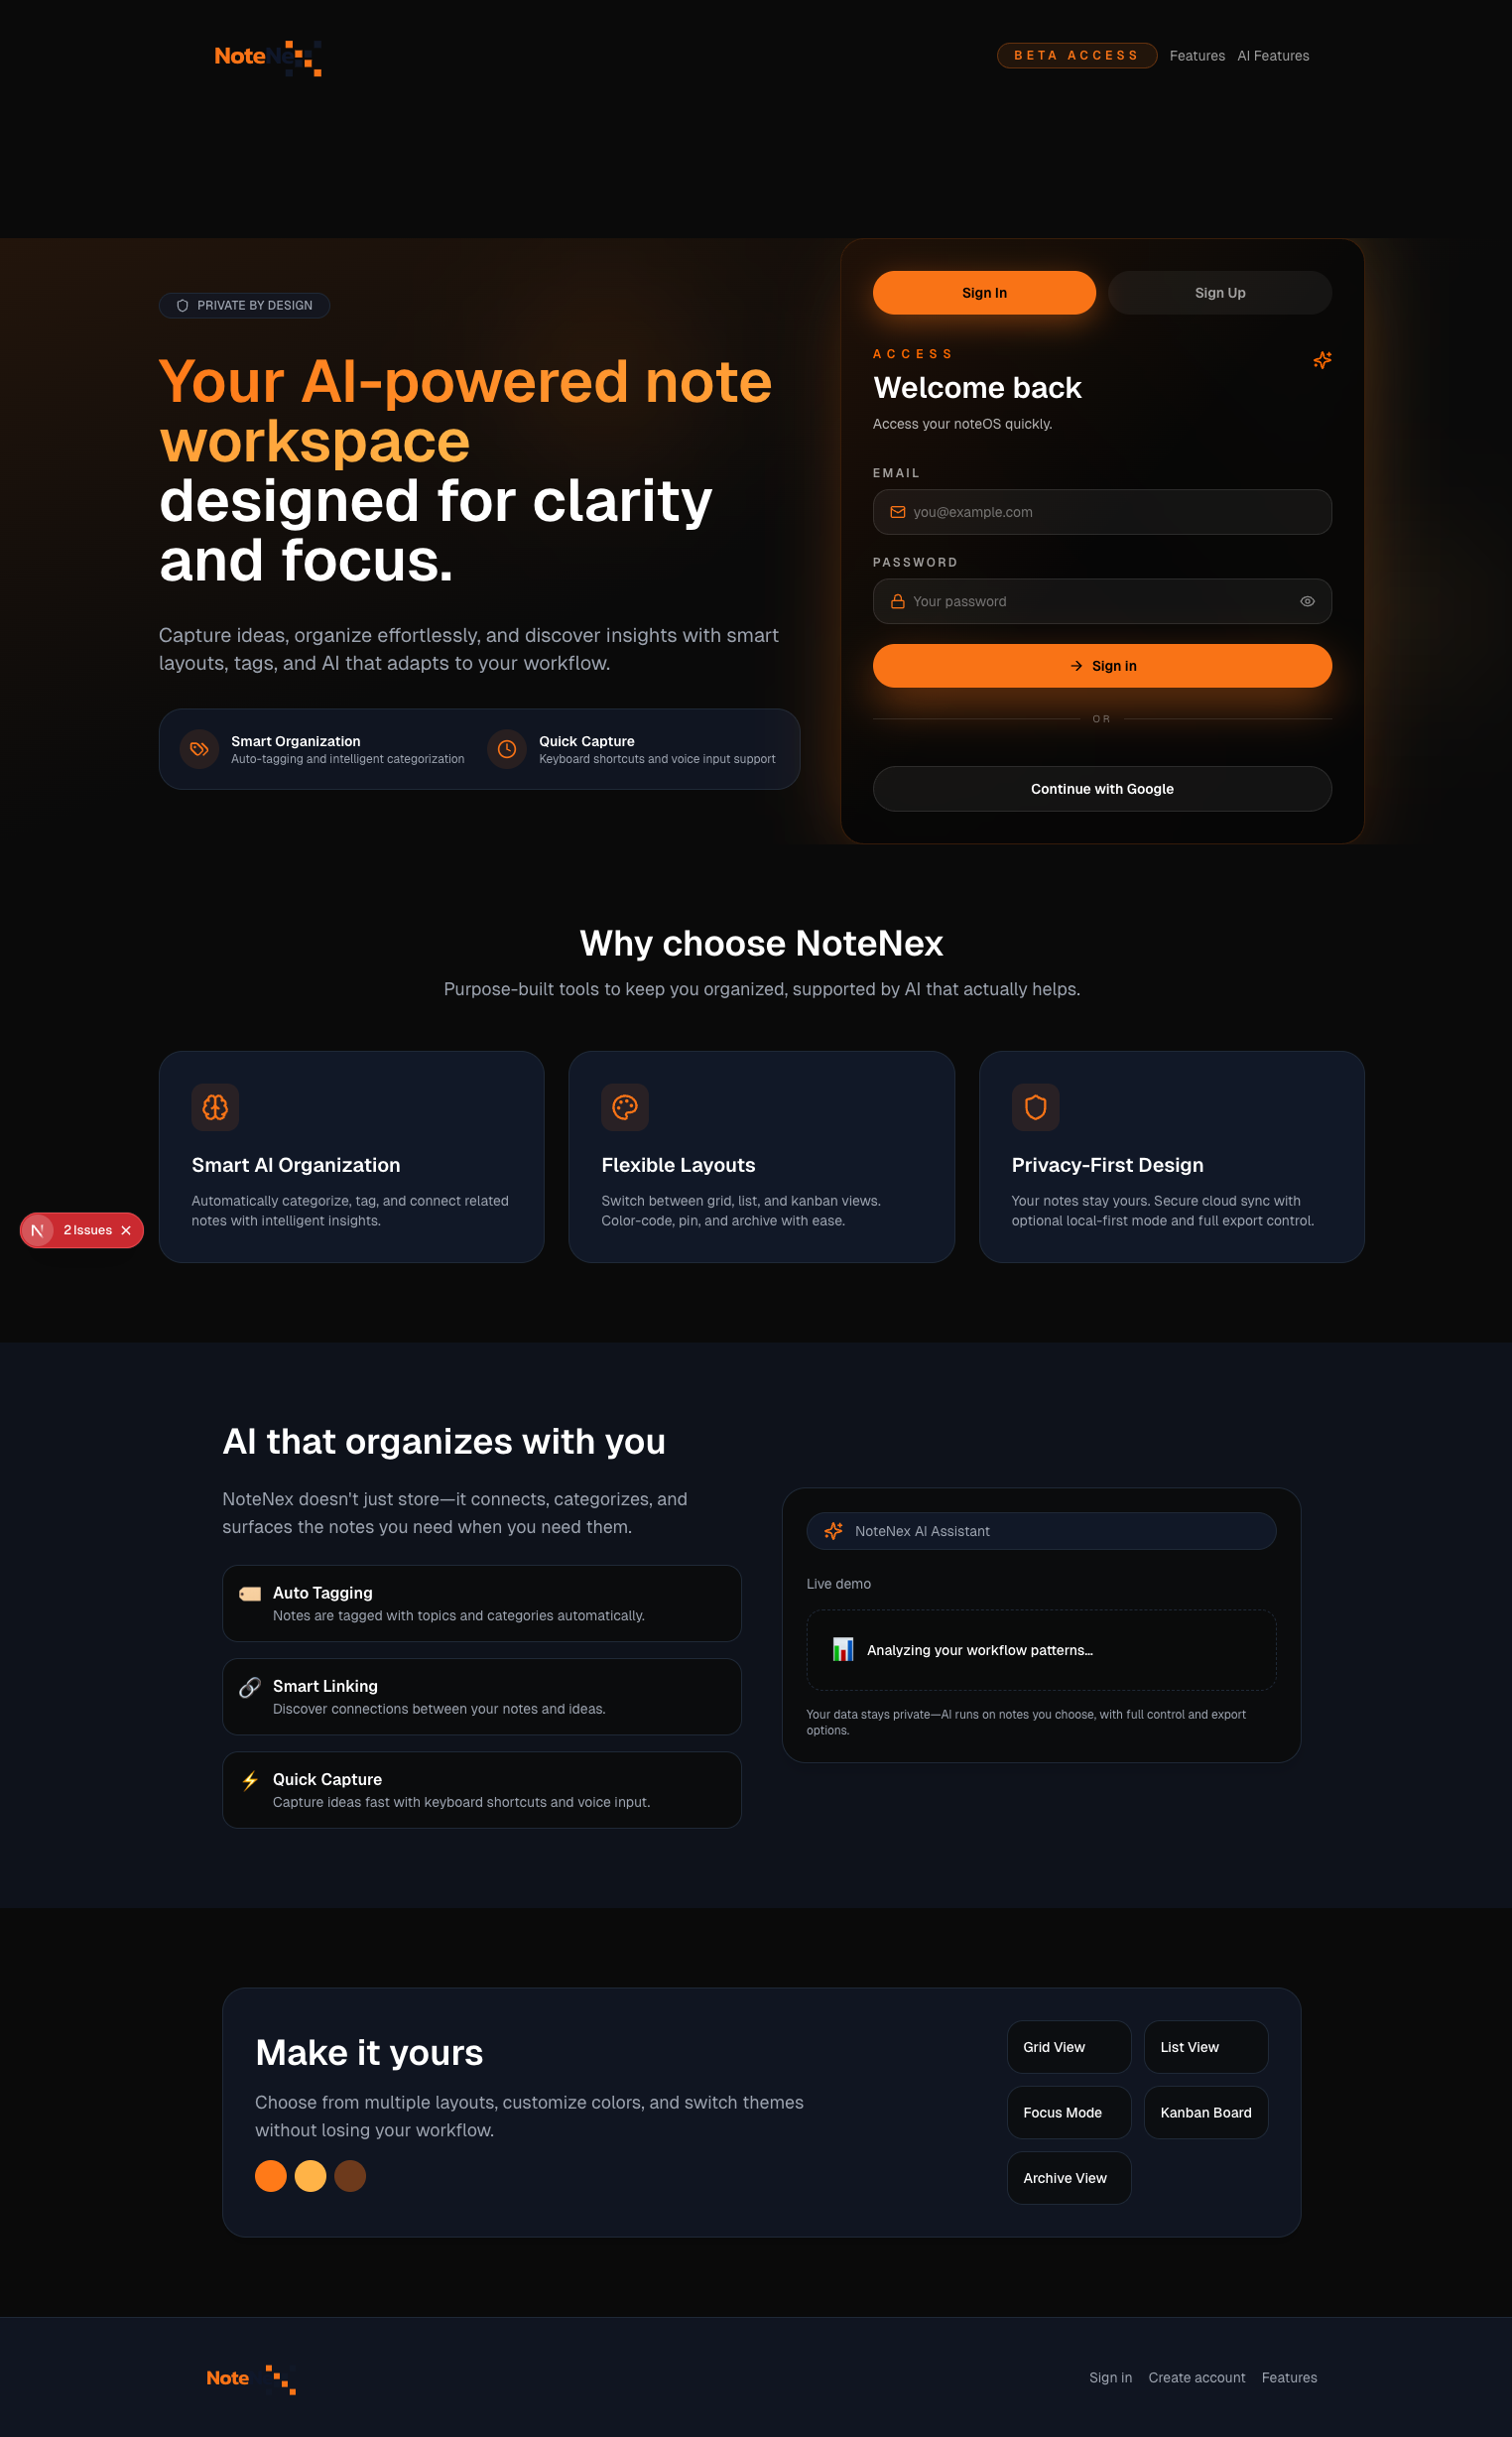 NoteNex
BETA ACCESS
Features
AI Features
PRIVATE BY DESIGN
Your AI-powered note
workspace
designed for clarity
and focus.
Capture ideas, organize effortlessly, and discover insights with smart
layouts, tags, and AI that adapts to your workflow.
Smart Organization
Auto-tagging and intelligent categorization
Quick Capture
Keyboard shortcuts and voice input support
Sign In
Sign Up
ACCESS
Welcome back
Access your noteOS quickly.
EMAIL
you@example.com
PASSWORD
Your password
Sign in
OR
Continue with Google
Why choose NoteNex
Purpose-built tools to keep you organized, supported by AI that actually helps.
Smart AI Organization
Automatically categorize, tag, and connect related
notes with intelligent insights.
Flexible Layouts
Switch between grid, list, and kanban views.
Color-code, pin, and archive with ease.
Privacy-First Design
Your notes stay yours. Secure cloud sync with
optional local-first mode and full export control.
N
2 Issues
AI that organizes with you
NoteNex doesn't just store—it connects, categorizes, and
surfaces the notes you need when you need them.
Auto Tagging
Notes are tagged with topics and categories automatically.
Smart Linking
Discover connections between your notes and ideas.
Quick Capture
Capture ideas fast with keyboard shortcuts and voice input.
NoteNex AI Assistant
Live demo
Analyzing your workflow patterns...
Your data stays private—AI runs on notes you choose, with full control and export
options.
Make it yours
Choose from multiple layouts, customize colors, and switch themes
without losing your workflow.
Grid View
List View
Focus Mode
Kanban Board
Archive View
Note
Sign in
Create account
Features